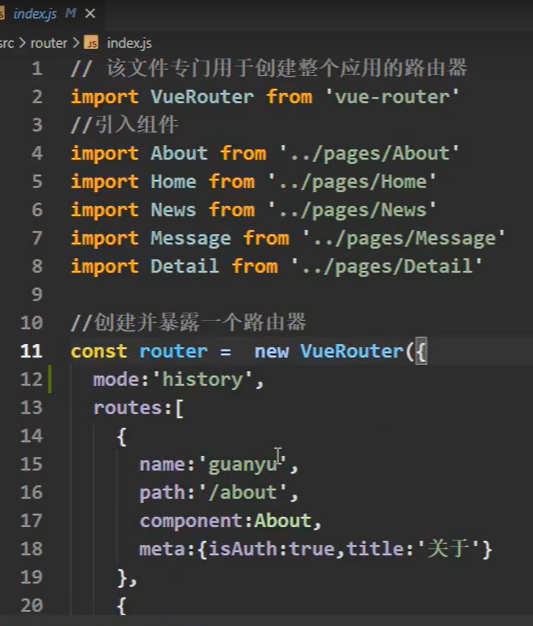 index.js M ×
src > router > JS index.js
1 // 该文件专门用于创建整个应用的路由器
2 import VueRouter from 'vue-router'
3 //引入组件
4 import About from '../pages/About'
5 import Home from '../pages/Home'
6 import News from '../pages/News'
7 import Message from '../pages/Message'
8 import Detail from '../pages/Detail'
9
10 //创建并暴露一个路由器
11 const router =  new VueRouter({
12   mode:'history',
13   routes:[
14     {
15       name:'guanyu',
16       path:'/about',
17       component:About,
18       meta:{isAuth:true,title:'关于'}
19     },
20     {